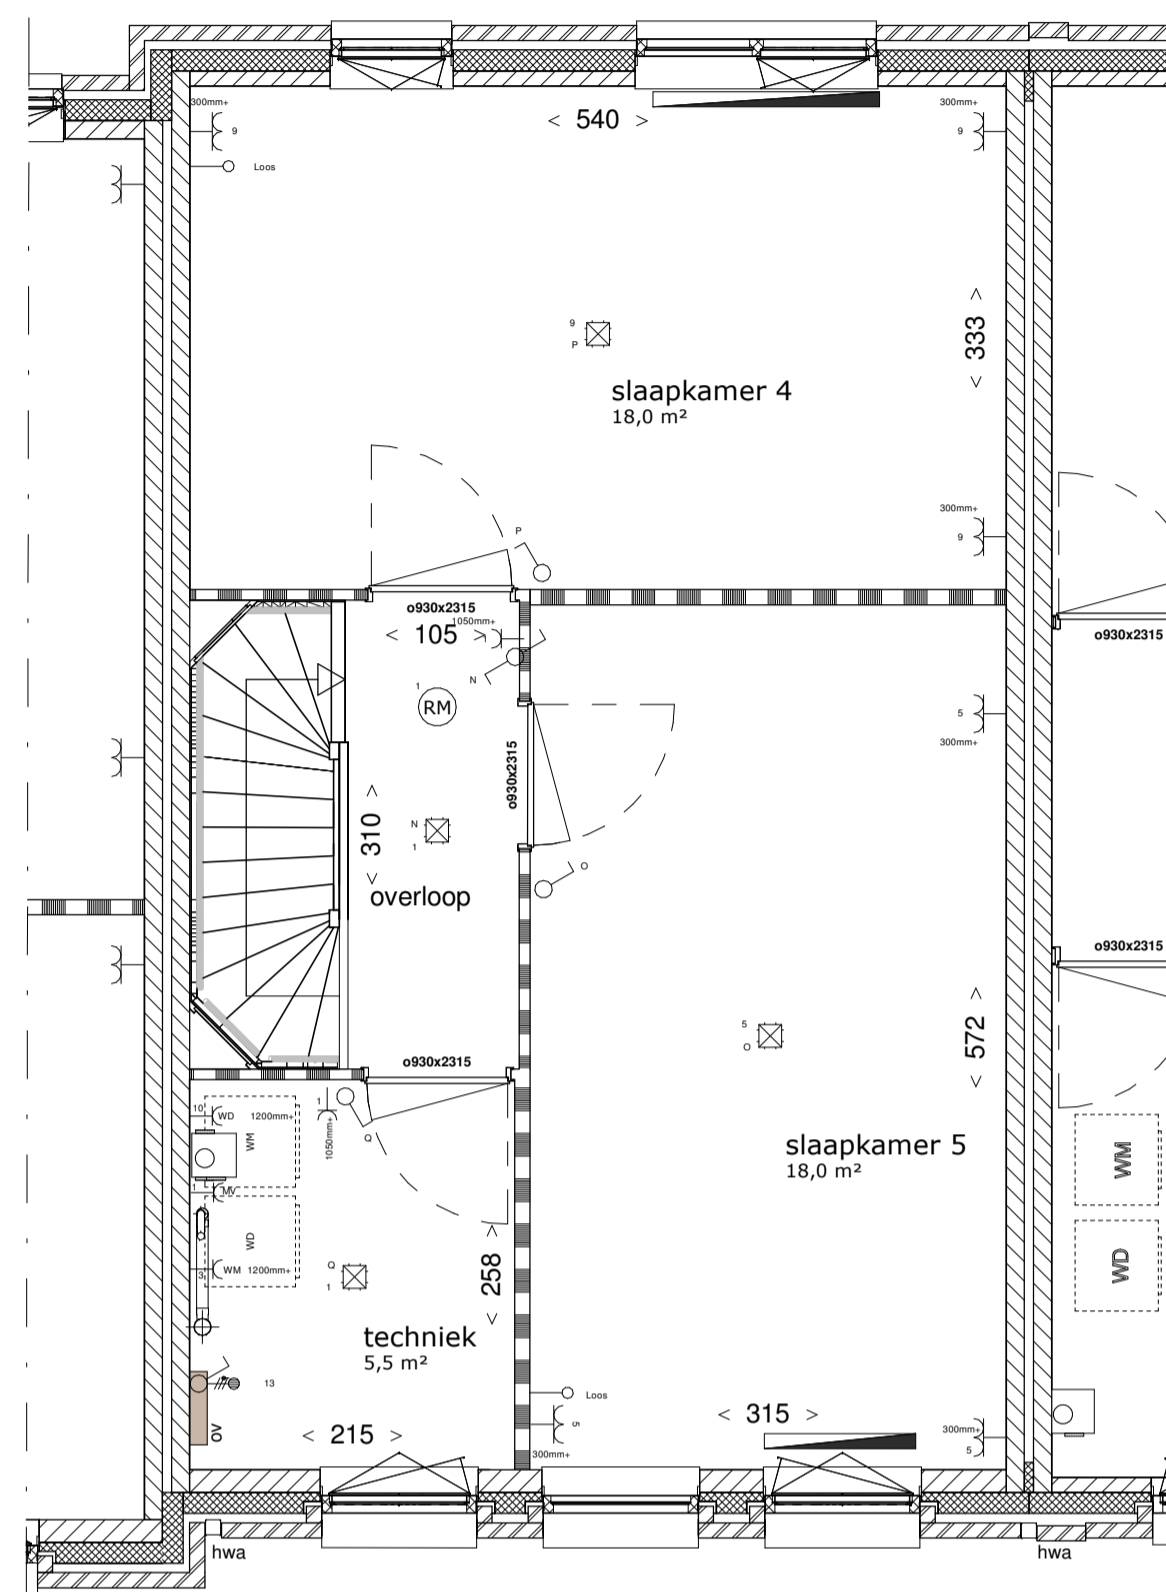 300mm+
9
Loos
< 540 >
300mm+
9
9
P
< 333 >
slaapkamer 4
18,0 m²
300mm+
9
P
o930x2315
1050mm+
< 105 >
1
N
1
RM
5
300mm+
o930x2315
o930x2315
< 310 >
N
1
O
overloop
o930x2315
5
O
< 572 >
o930x2315
10
WD 1200mm+
WM
1
1050mm+
Q
1
MV
WD
3
WM 1200mm+
Q
1
< 258 >
slaapkamer 5
18,0 m²
WM
WD
techniek
5,5 m²
13
OV
Loos
5
300mm+
< 215 >
< 315 >
300mm+
5
hwa
hwa